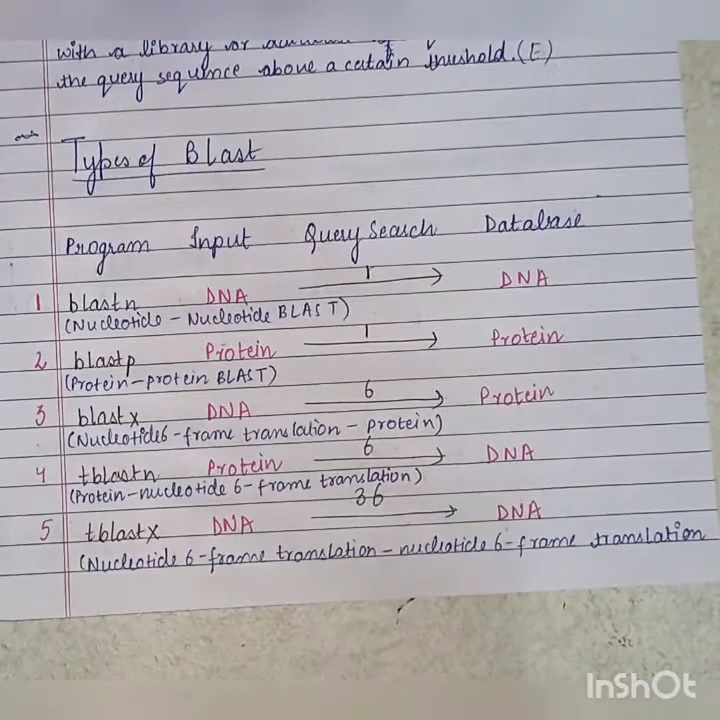 with a library or
the query sequence above a certain threshold. (E)
Types of Blast
Program Input Query Search Database
1 blastn DNA 1 DNA
(Nucleotide - Nucleotide BLAST)
2 blastp Protein 1 Protein
(Protein-protein BLAST)
3 blastx DNA 6 Protein
(Nucleotide 6-frame translation - protein)
4 tblastn Protein 6 DNA
(Protein-nucleotide 6-frame translation)
5 tblastx DNA 36 DNA
(Nucleotide 6-frame translation - nucleotide 6-frame translation
InShOt